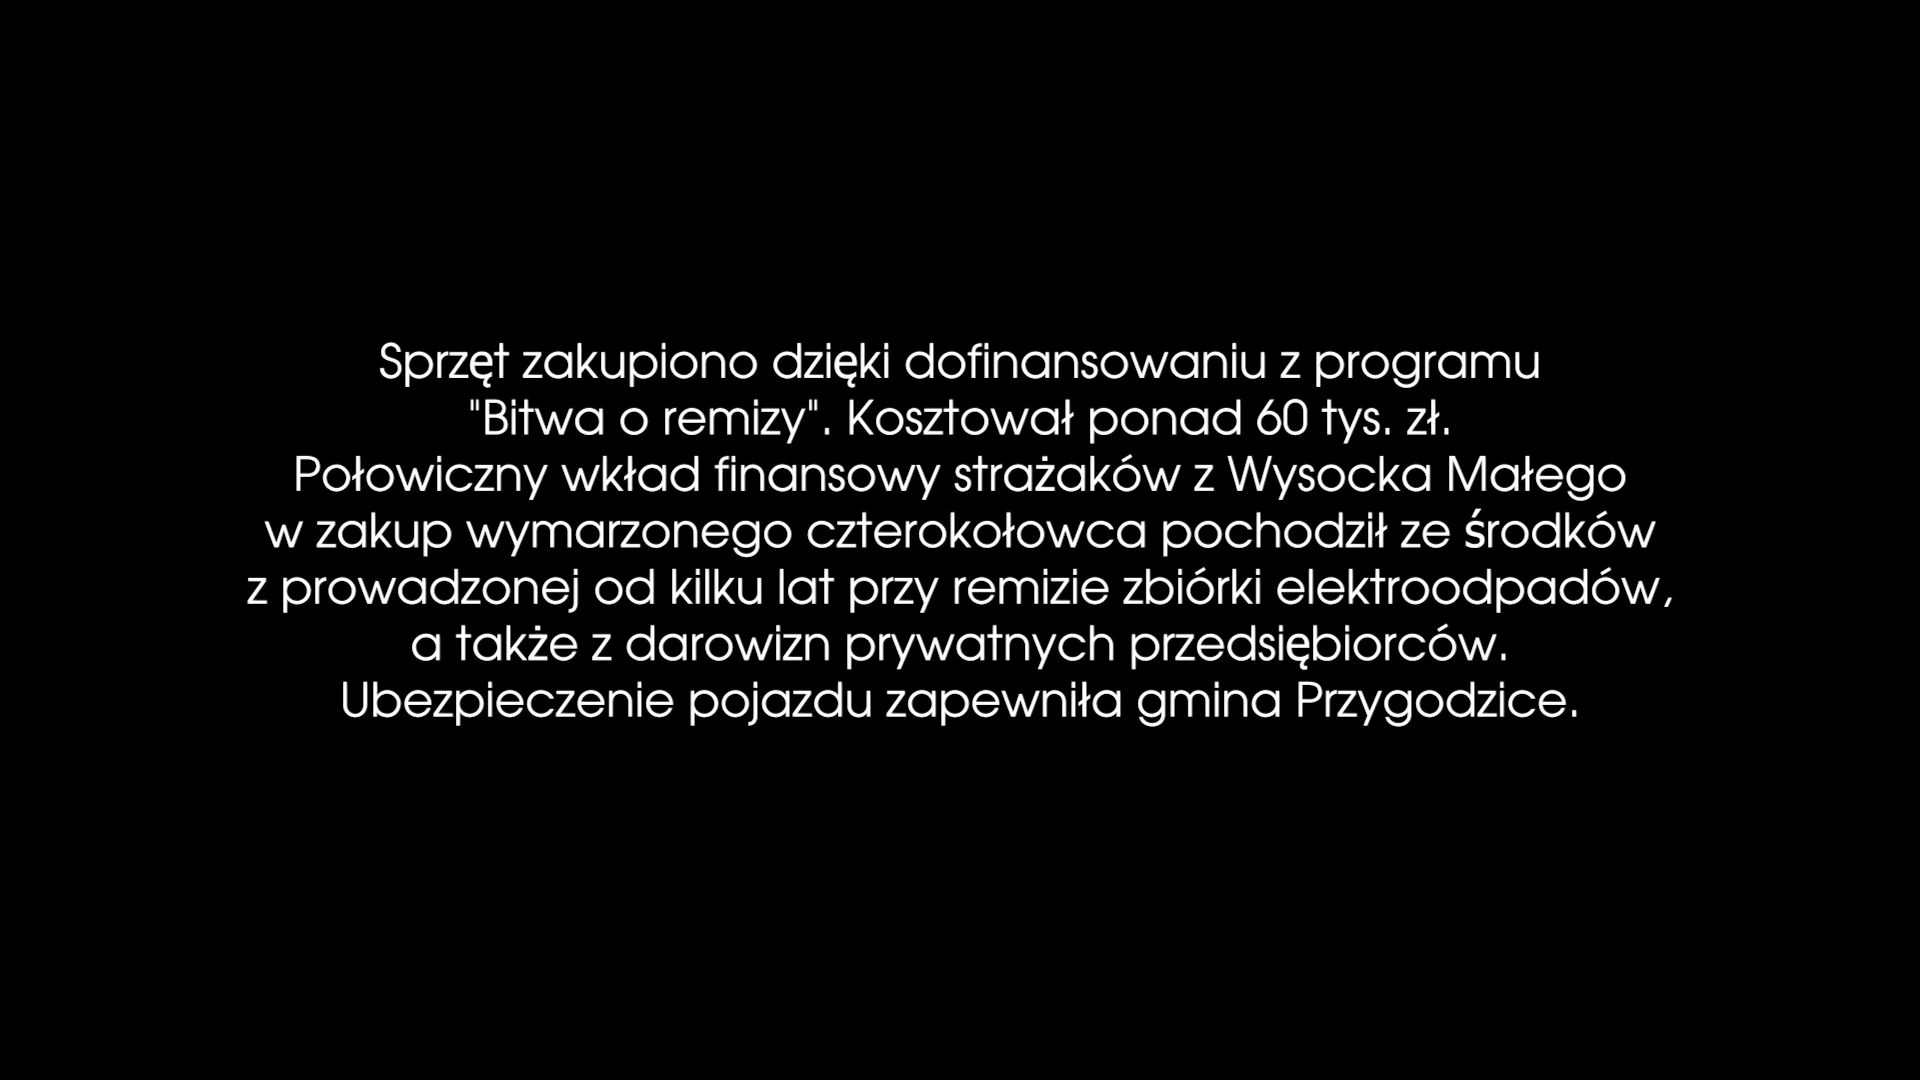 Sprzęt zakupiono dzięki dofinansowaniu z programu
"Bitwa o remizy". Kosztował ponad 60 tys. zł.
Połowiczny wkład finansowy strażaków z Wysocka Małego
w zakup wymarzonego czterokołowca pochodził ze środków
z prowadzonej od kilku lat przy remizie zbiórki elektroodpadów,
a także z darowizn prywatnych przedsiębiorców.
Ubezpieczenie pojazdu zapewniła gmina Przygodzice.